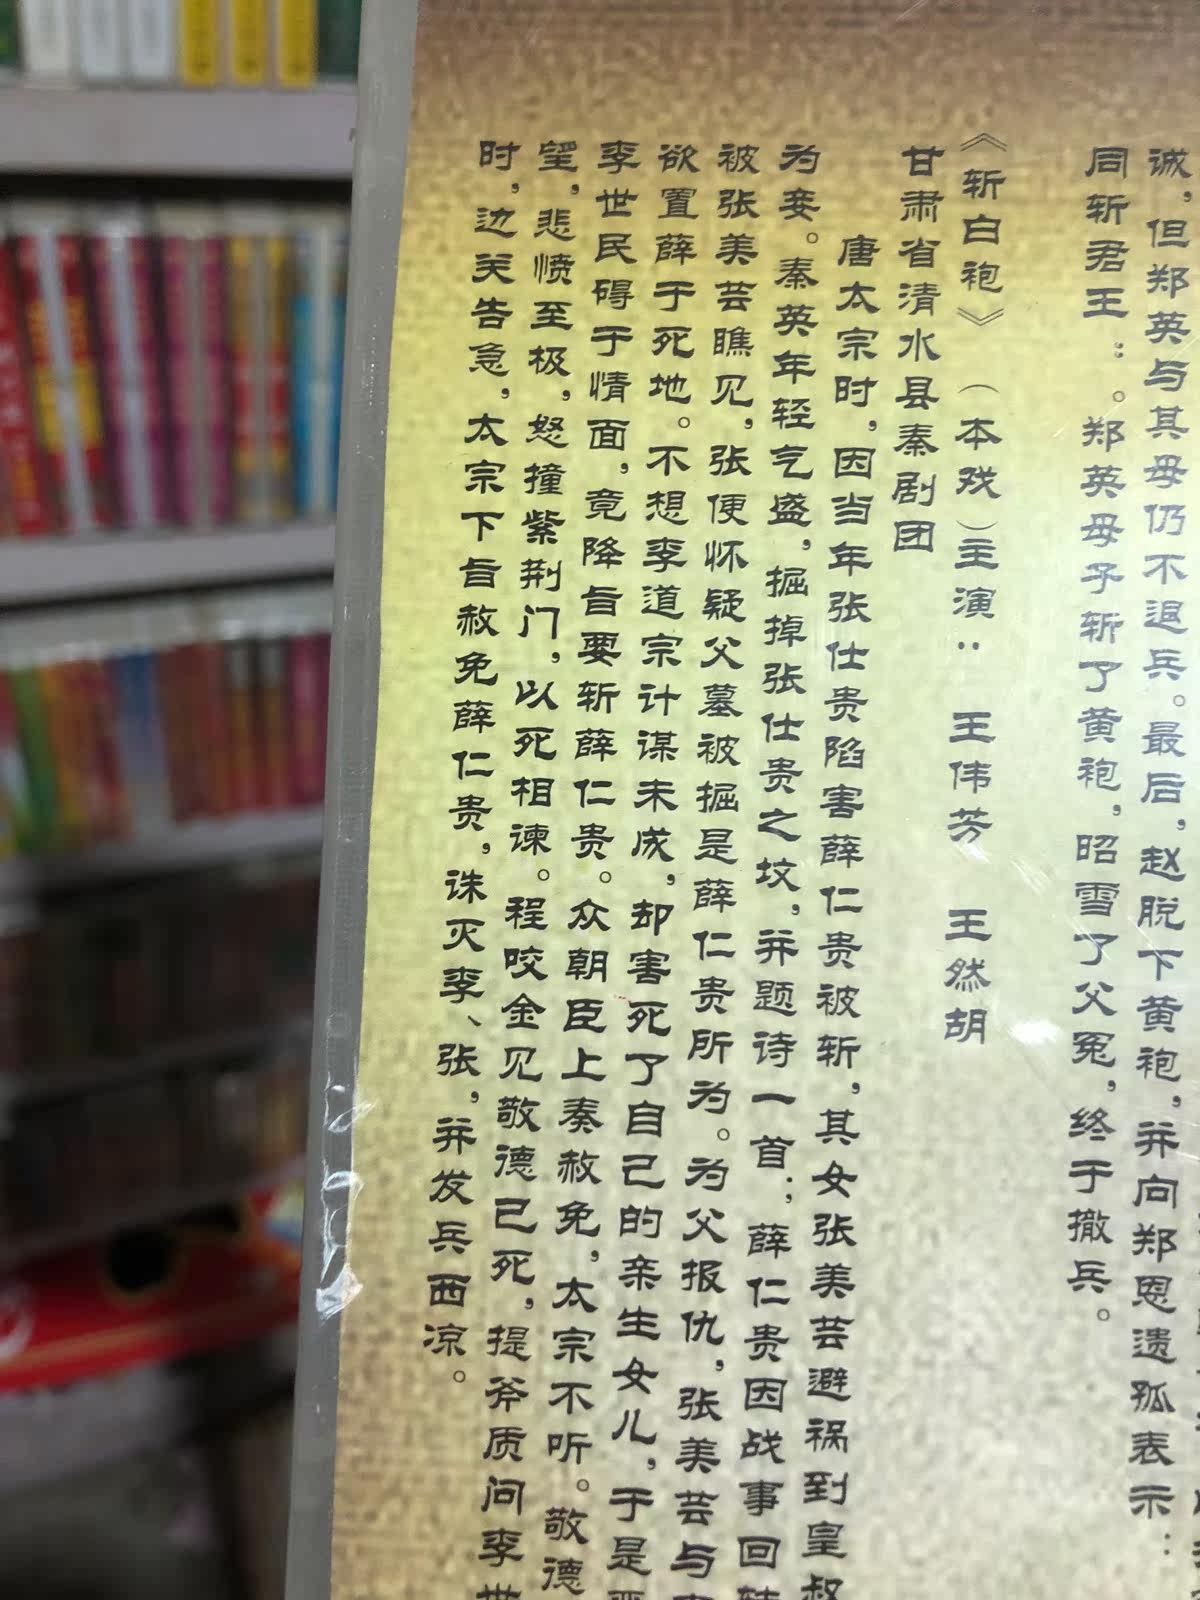 诚，但郑英与其母仍不退兵。最后，赵脱下黄袍，并向郑恩遗孤表示：
同斩君王：。郑英母子斩了黄袍，昭雪了父冤，终于撤兵。
《斩白袍》（本戏）主演：王伟芳 王然胡
甘肃省清水县秦剧团
唐太宗时，因当年张仕贵陷害薛仁贵被斩，其女张美芸避祸到皇叔
为妾。秦英年轻气盛，掘掉张仕贵之坟，并题诗一首；薛仁贵因战事回转
被张美芸瞧见，张便怀疑父墓被掘是薛仁贵所为。为父报仇，张美芸与
欲置薛于死地。不想李道宗计谋未成，却害死了自己的亲生女儿，于是
李世民碍于情面，竟降旨要斩薛仁贵。众朝臣上奏赦免，太宗不听。敬德
望，悲愤至极，怒撞紫荆门，以死相谏。程咬金见敬德已死，提斧质问李世
时，边关告急，太宗下旨赦免薛仁贵，诛灭李、张，并发兵西凉。